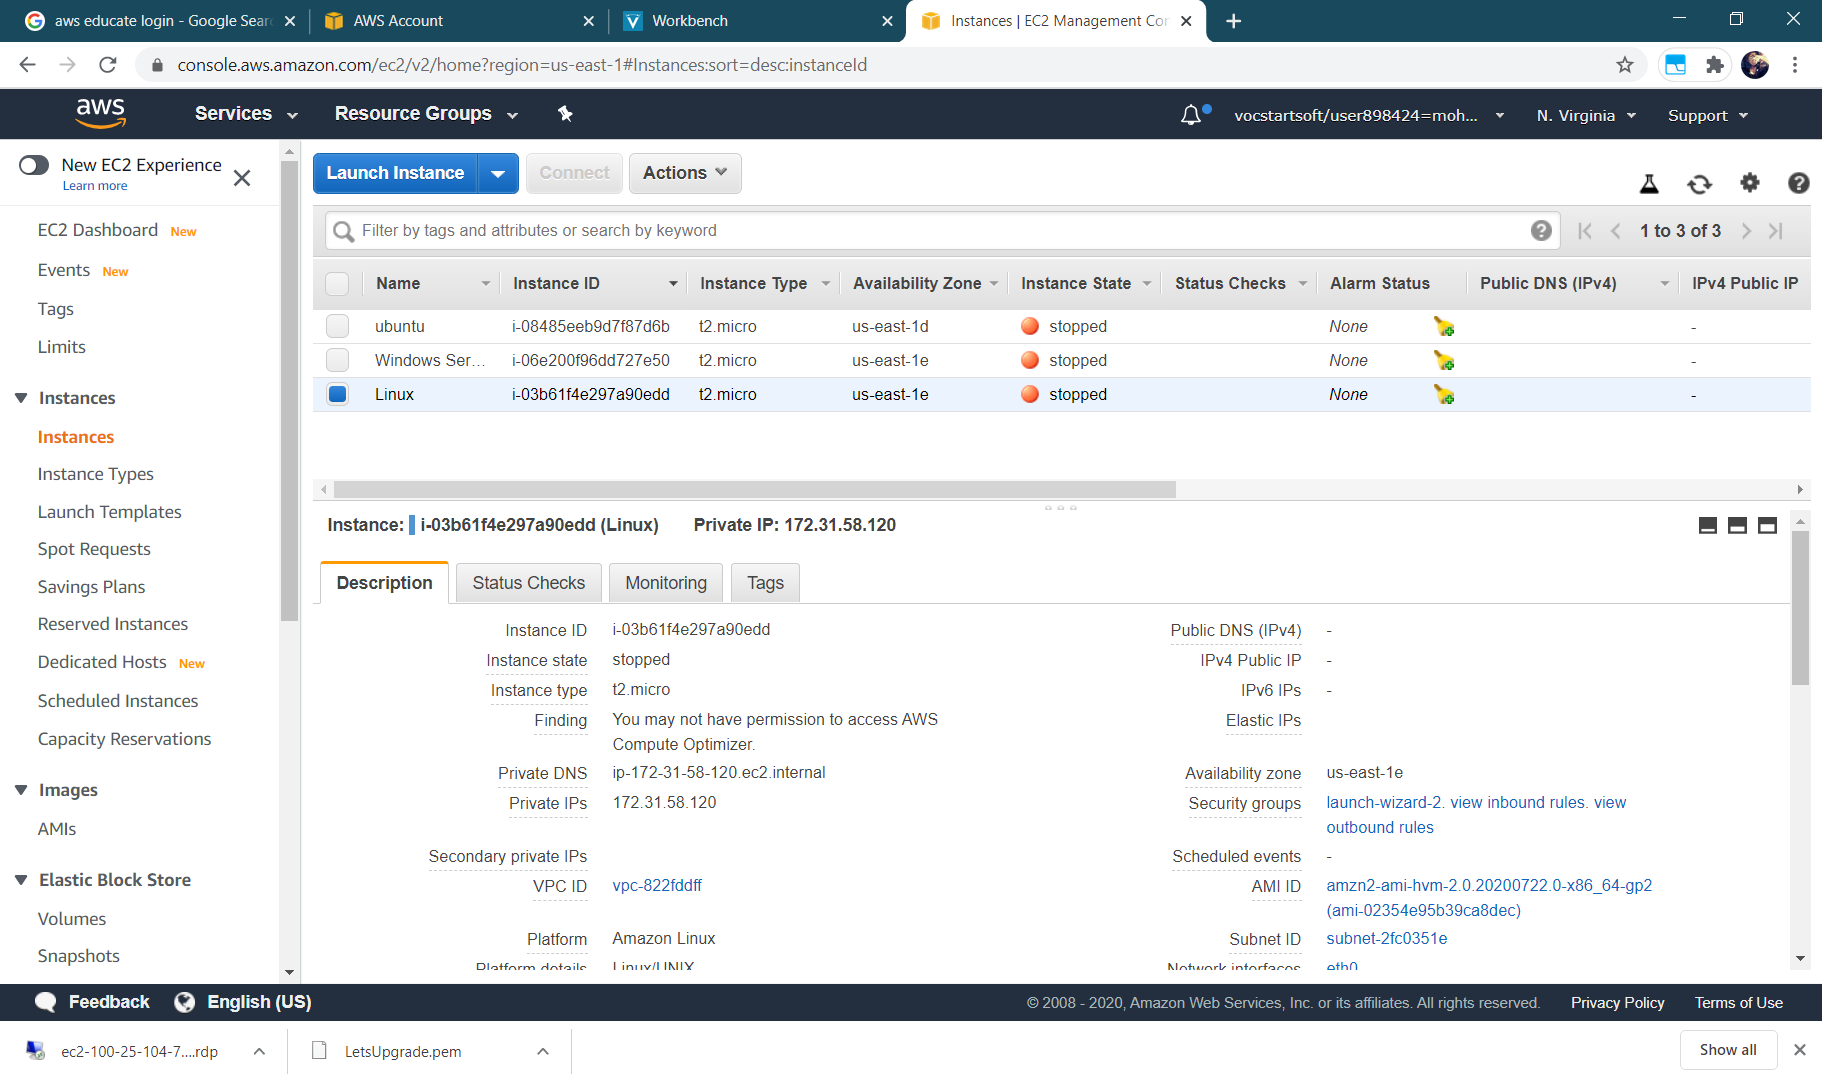 aws educate login - Google Sear
AWS Account
Workbench
Instances | EC2 Management Con
console.aws.amazon.com/ec2/v2/home?region=us-east-1#Instances:sort=desc:instanceId
aws
Services
Resource Groups
vocstartsoft/user898424=moh...
N. Virginia
Support
New EC2 Experience
Learn more
EC2 Dashboard New
Events New
Tags
Limits
Instances
Instances
Instance Types
Launch Templates
Spot Requests
Savings Plans
Reserved Instances
Dedicated Hosts New
Scheduled Instances
Capacity Reservations
Images
AMIs
Elastic Block Store
Volumes
Snapshots
Launch Instance
Connect
Actions
Filter by tags and attributes or search by keyword
1 to 3 of 3
Name Instance ID Instance Type Availability Zone Instance State Status Checks Alarm Status Public DNS (IPv4) IPv4 Public IP
ubuntu i-08485eeb9d7f87d6b t2.micro us-east-1d stopped None -
Windows Ser... i-06e200f96dd727e50 t2.micro us-east-1e stopped None -
Linux i-03b61f4e297a90edd t2.micro us-east-1e stopped None -
Instance: i-03b61f4e297a90edd (Linux) Private IP: 172.31.58.120
Description Status Checks Monitoring Tags
Instance ID i-03b61f4e297a90edd
Instance state stopped
Instance type t2.micro
Finding You may not have permission to access AWS
Compute Optimizer.
Private DNS ip-172-31-58-120.ec2.internal
Private IPs 172.31.58.120
Secondary private IPs
VPC ID vpc-822fddff
Platform Amazon Linux
Platform details Linux/UNIX
Public DNS (IPv4) -
IPv4 Public IP -
IPv6 IPs -
Elastic IPs
Availability zone us-east-1e
Security groups launch-wizard-2. view inbound rules. view
outbound rules
Scheduled events -
AMI ID amzn2-ami-hvm-2.0.20200722.0-x86_64-gp2
(ami-02354e95b39ca8dec)
Subnet ID subnet-2fc0351e
Network interfaces eth0
Feedback
English (US)
© 2008 - 2020, Amazon Web Services, Inc. or its affiliates. All rights reserved.
Privacy Policy
Terms of Use
ec2-100-25-104-7....rdp
LetsUpgrade.pem
Show all